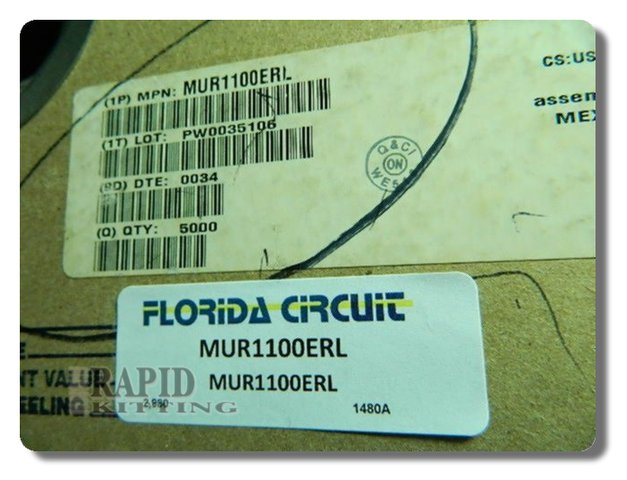 (1P) MPN: MUR1100ERL
CS:US
assem
MEX
(1T) LOT: PW0035106
Q&C/
ON
(9D) DTE: 0034
(Q) QTY: 5000
FLORIDA CIRCUIT
MUR1100ERL
NT VALUE
RAPID
MUR1100ERL
EELING
KITTING
1480A